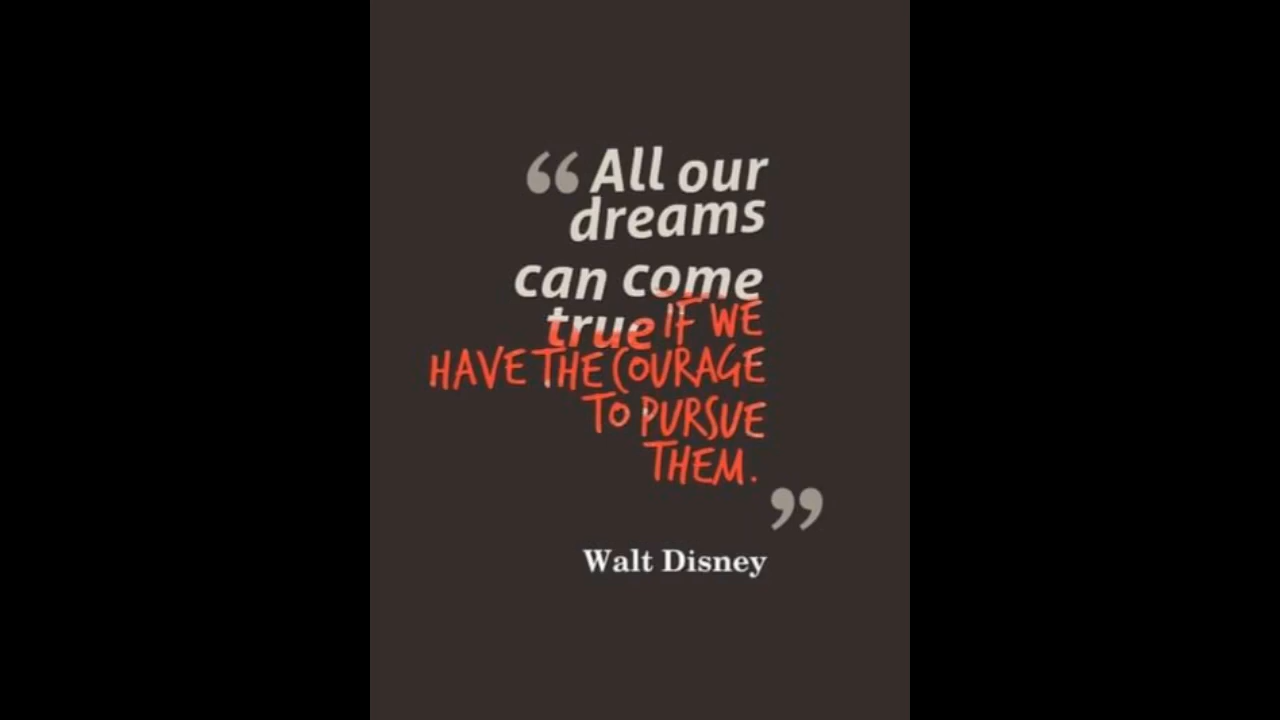 “All our
dreams
can come
true IF WE
HAVE THE COURAGE
TO PURSUE
THEM.
”
Walt Disney